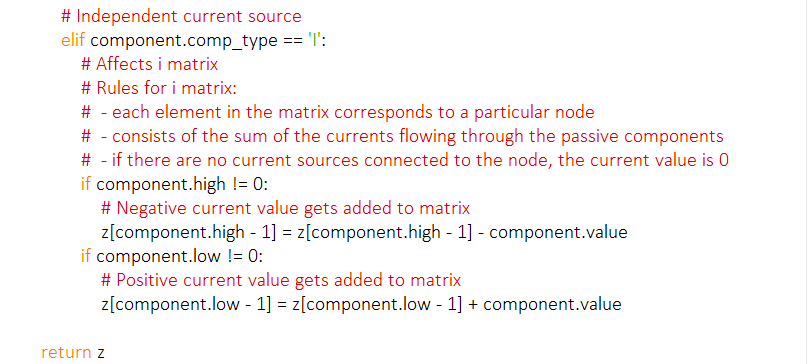 # Independent current source
elif component.comp_type == 'I':
# Affects i matrix
# Rules for i matrix:
#  - each element in the matrix corresponds to a particular node
#  - consists of the sum of the currents flowing through the passive components
#  - if there are no current sources connected to the node, the current value is 0
if component.high != 0:
# Negative current value gets added to matrix
z[component.high - 1] = z[component.high - 1] - component.value
if component.low != 0:
# Positive current value gets added to matrix
z[component.low - 1] = z[component.low - 1] + component.value
return z